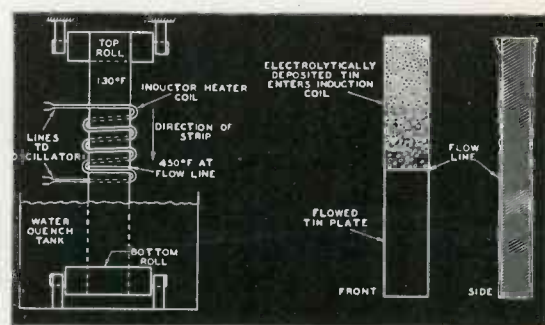 TOP
ROLL
130°F
INDUCTOR HEATER
COIL
DIRECTION OF
STRIP
LINES
TO
OSCILLATOR
450°F AT
FLOW LINE
WATER
QUENCH
TANK
BOTTOM
ROLL
ELECTROLYTICALLY
DEPOSITED TIN
ENTERS INDUCTION
COIL
FLOW
LINE
FLOWED
TIN PLATE
FRONT
SIDE